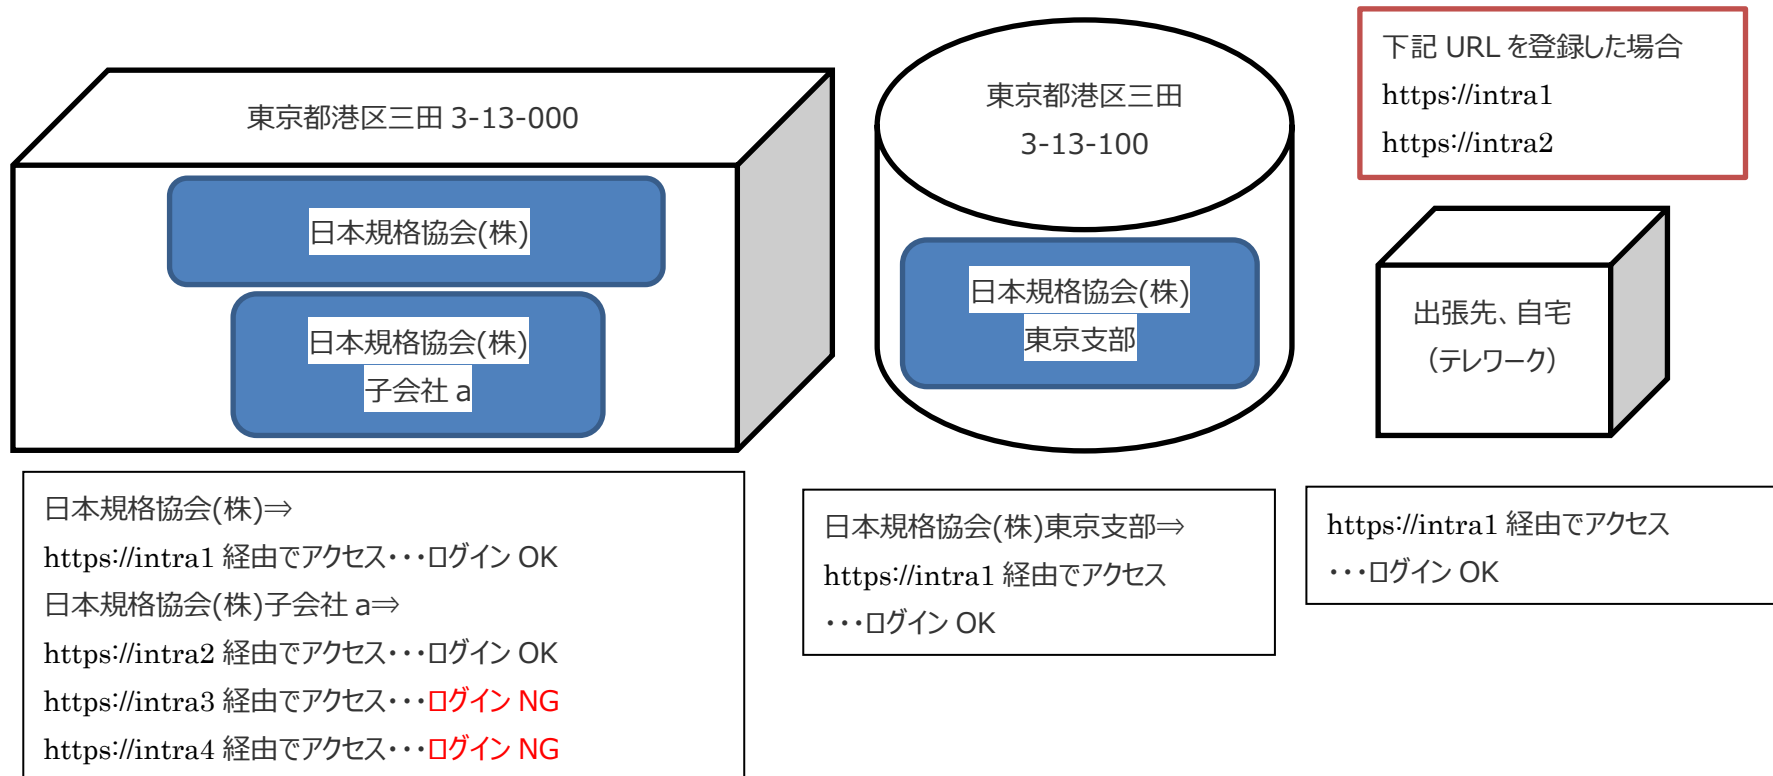 東京都港区三田 3-13-000
日本規格協会(株)
日本規格協会(株)
子会社 a
東京都港区三田
3-13-100
日本規格協会(株)
東京支部
下記 URL を登録した場合
https://intra1
https://intra2
出張先、自宅
（テレワーク）
日本規格協会(株)⇒
https://intra1 経由でアクセス・・・ログイン OK
日本規格協会(株)子会社 a⇒
https://intra2 経由でアクセス・・・ログイン OK
https://intra3 経由でアクセス・・・ログイン NG
https://intra4 経由でアクセス・・・ログイン NG
日本規格協会(株)東京支部⇒
https://intra1 経由でアクセス
・・・ログイン OK
https://intra1 経由でアクセス
・・・ログイン OK